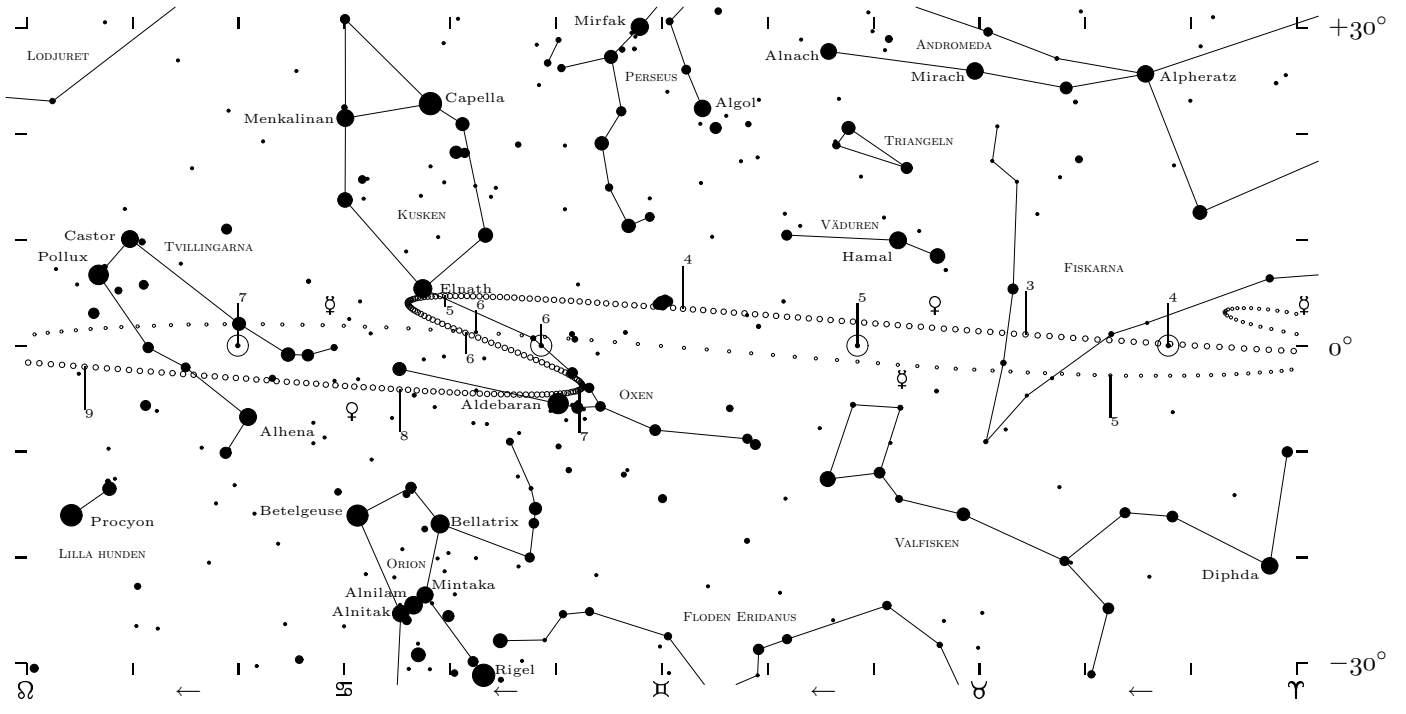 Mirfak
+30°
LODJURET
ANDROMEDA
Alnach
PERSEUS
Mirach
Alpheratz
Capella
Algol
Menkalinan
TRIANGELN
KUSKEN
VÄDUREN
Castor
TVILLINGARNA
Pollux
Hamal
4
FISKARNA
Elnath
7 ☿ 5 6 6 5 ♀ 3 4 ☿
0°
6
☿
OXEN
Aldebaran
9 ♀ 8 7 5
Alhena
Betelgeuse
Procyon
Bellatrix
LILLA HUNDEN
ORION
VALFISKEN
Mintaka
Diphda
Alnilam
Alnitak
FLODEN ERIDANUS
Rigel
−30°
♌ ← ♋ ← ♊ ← ♉ ← ♈